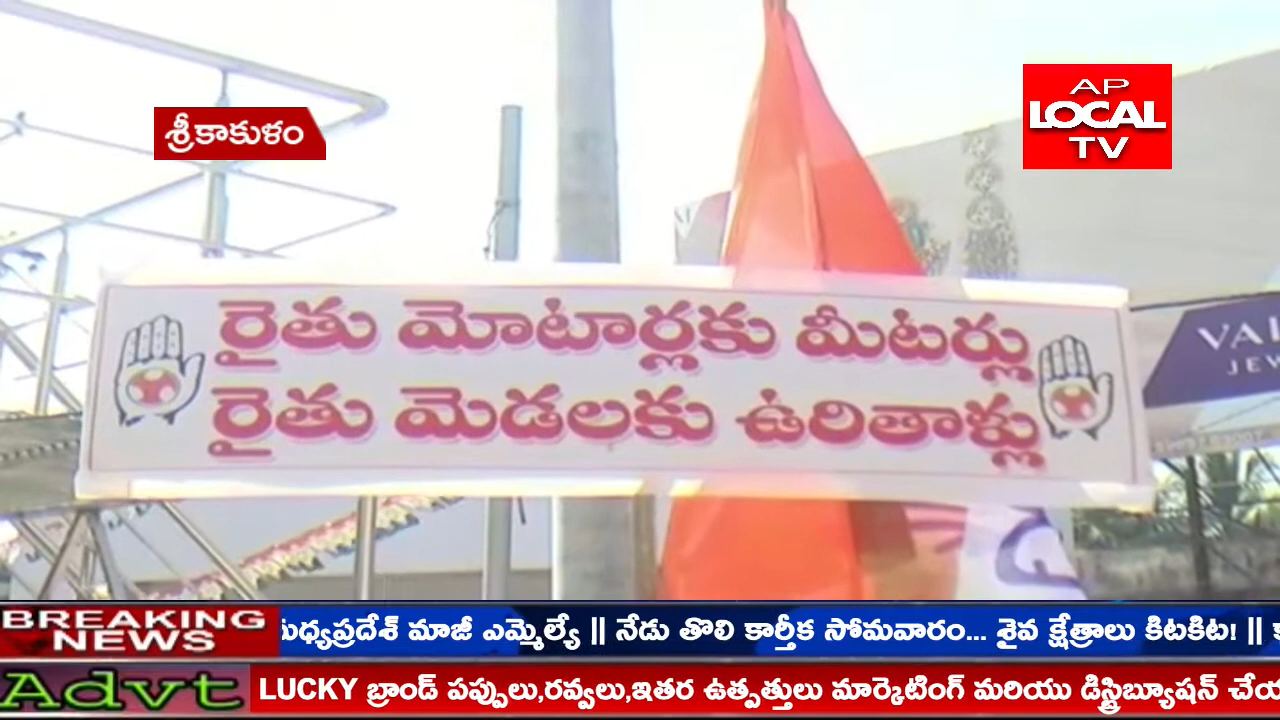 AP
LOCAL
TV
శ్రీకాకుళం
రైతు మోటార్లకు మీటర్లు
రైతు మెడలకు ఉరితాళ్లు
BREAKING
NEWS
మాజీ ఎమ్మెల్యే || నేడు తొలి కార్తీక సోమవారం... శైవ క్షేత్రాలు కిటకిట! ||
Advt
LUCKY బ్రాండ్ పప్పులు,రవ్వలు,ఇతర ఉత్పత్తులు మార్కెటింగ్ మరియు డిస్ట్రిబ్యూషన్